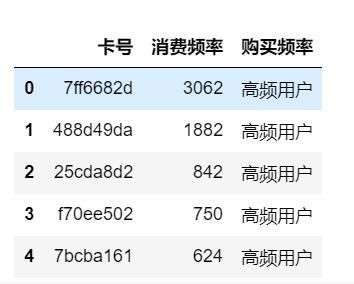 卡号 消费频率 购买频率
0 7ff6682d 3062 高频用户
1 488d49da 1882 高频用户
2 25cda8d2 842 高频用户
3 f70ee502 750 高频用户
4 7bcba161 624 高频用户